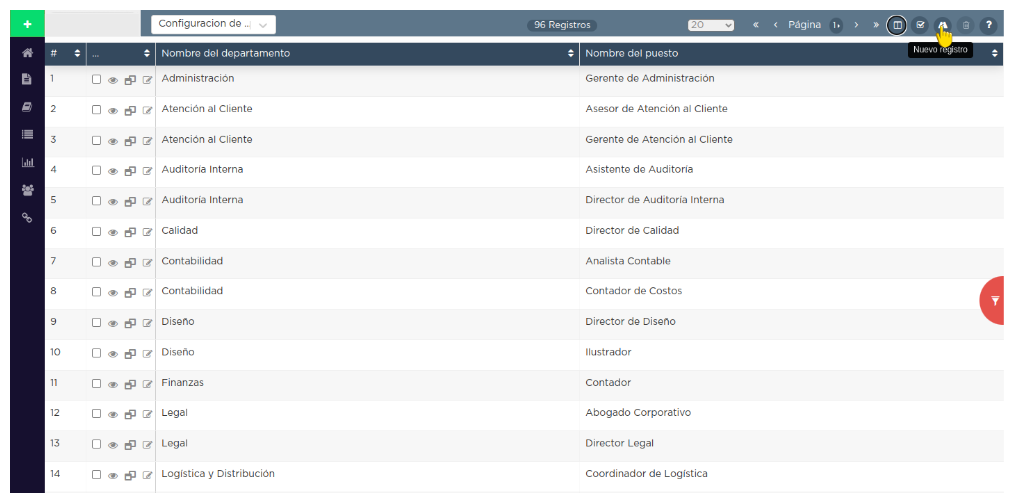 + Configuracion de ... 96 Registros 20 « ‹ Página 1 › » ?
Nuevo registro
# ... Nombre del departamento Nombre del puesto
1 Administración Gerente de Administración
2 Atención al Cliente Asesor de Atención al Cliente
3 Atención al Cliente Gerente de Atención al Cliente
4 Auditoría Interna Asistente de Auditoría
5 Auditoría Interna Director de Auditoría Interna
6 Calidad Director de Calidad
7 Contabilidad Analista Contable
8 Contabilidad Contador de Costos
9 Diseño Director de Diseño
10 Diseño Ilustrador
11 Finanzas Contador
12 Legal Abogado Corporativo
13 Legal Director Legal
14 Logística y Distribución Coordinador de Logística